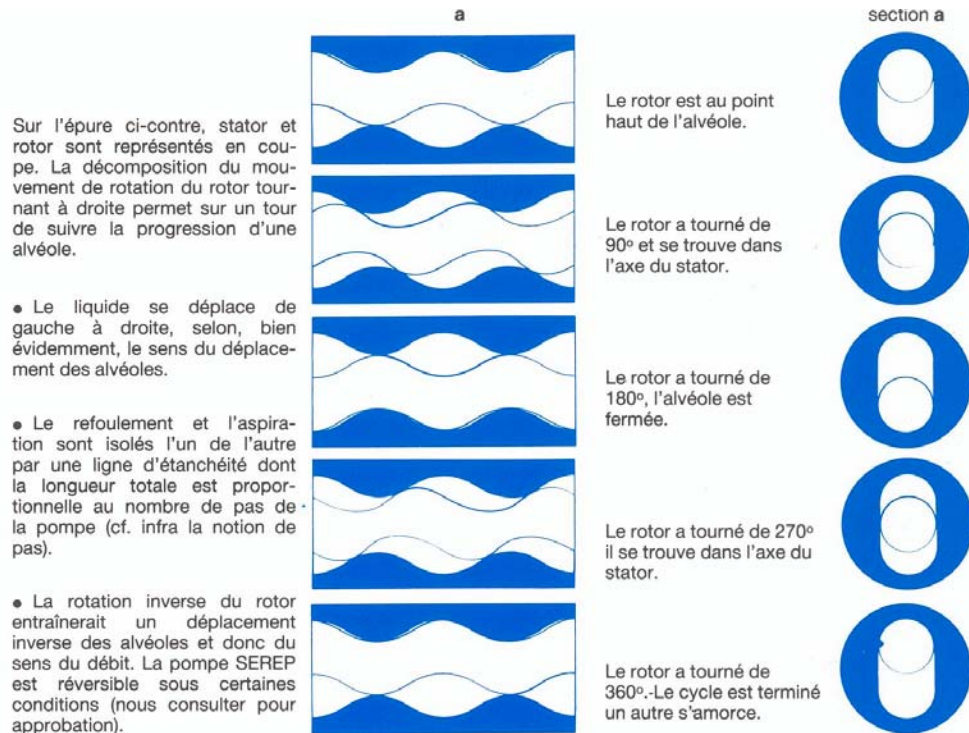 a
section a
Sur l'épure ci-contre, stator et
rotor sont représentés en cou-
pe. La décomposition du mou-
vement de rotation du rotor tour-
nant à droite permet sur un tour
de suivre la progression d'une
alvéole.
● Le liquide se déplace de
gauche à droite, selon, bien
évidemment, le sens du déplace-
ment des alvéoles.
● Le refoulement et l'aspira-
tion sont isolés l'un de l'autre
par une ligne d'étanchéité dont
la longueur totale est propor-
tionnelle au nombre de pas de
la pompe (cf. infra la notion de
pas).
● La rotation inverse du rotor
entraînerait un déplacement
inverse des alvéoles et donc du
sens du débit. La pompe SEREP
est réversible sous certaines
conditions (nous consulter pour
approbation).
Le rotor est au point
haut de l'alvéole.
Le rotor a tourné de
90º et se trouve dans
l'axe du stator.
Le rotor a tourné de
180º, l'alvéole est
fermée.
Le rotor a tourné de 270º
il se trouve dans l'axe du
stator.
Le rotor a tourné de
360º.-Le cycle est terminé
un autre s'amorce.